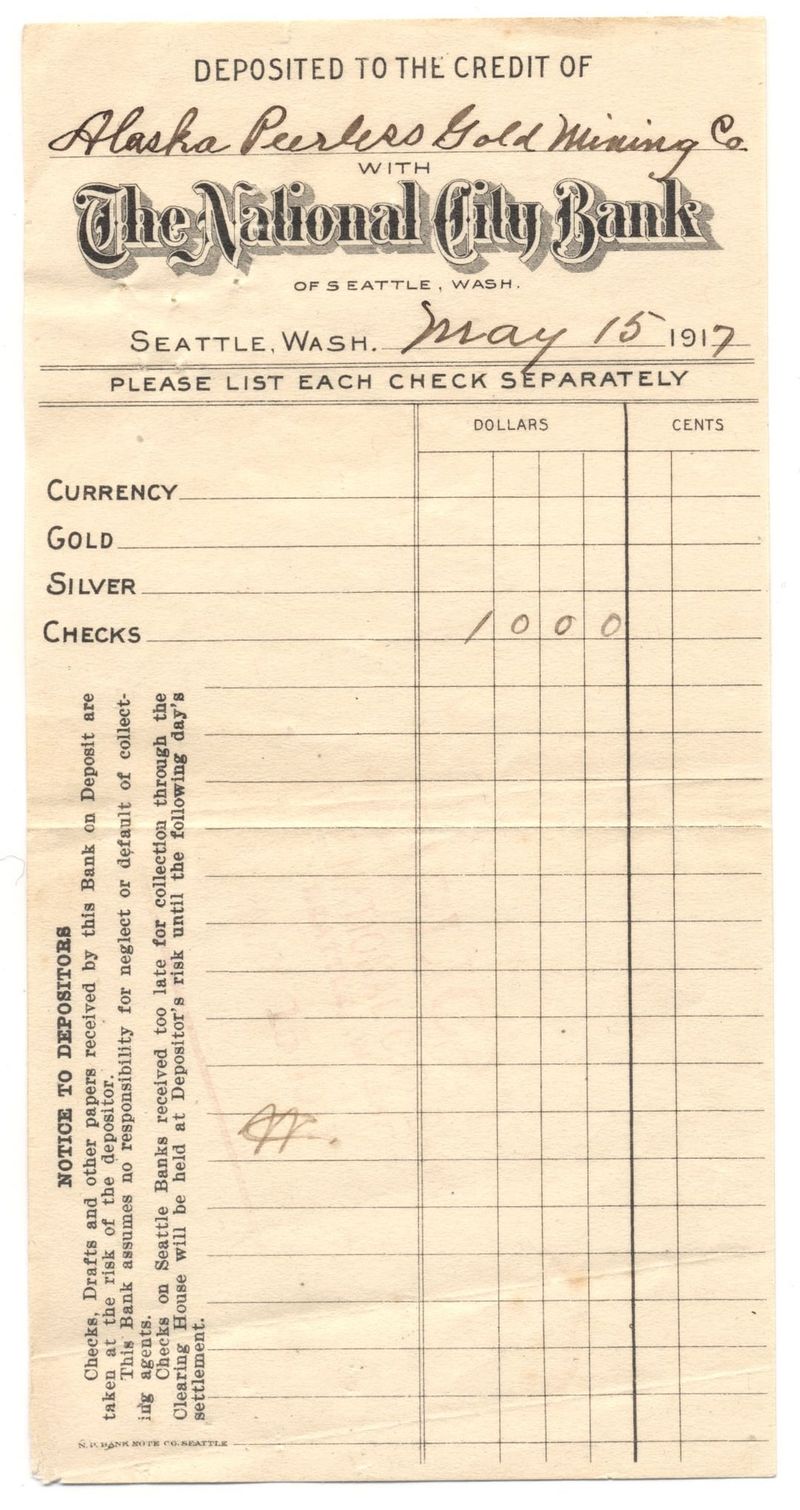 DEPOSITED TO THE CREDIT OF
Alaska Peerless Gold Mining Co.
WITH
The National City Bank
OF SEATTLE, WASH.
SEATTLE, WASH. May 15 1917
PLEASE LIST EACH CHECK SEPARATELY
DOLLARS CENTS
CURRENCY
GOLD
SILVER
CHECKS 1000
NOTICE TO DEPOSITORS
Checks, Drafts and other papers received by this Bank on Deposit are
taken at the risk of the depositor.
This Bank assumes no responsibility for neglect or default of collect-
ing agents.
Checks on Seattle Banks received too late for collection through the
Clearing House will be held at Depositor's risk until the following day's
settlement.
N. P. BANK NOTE CO. SEATTLE